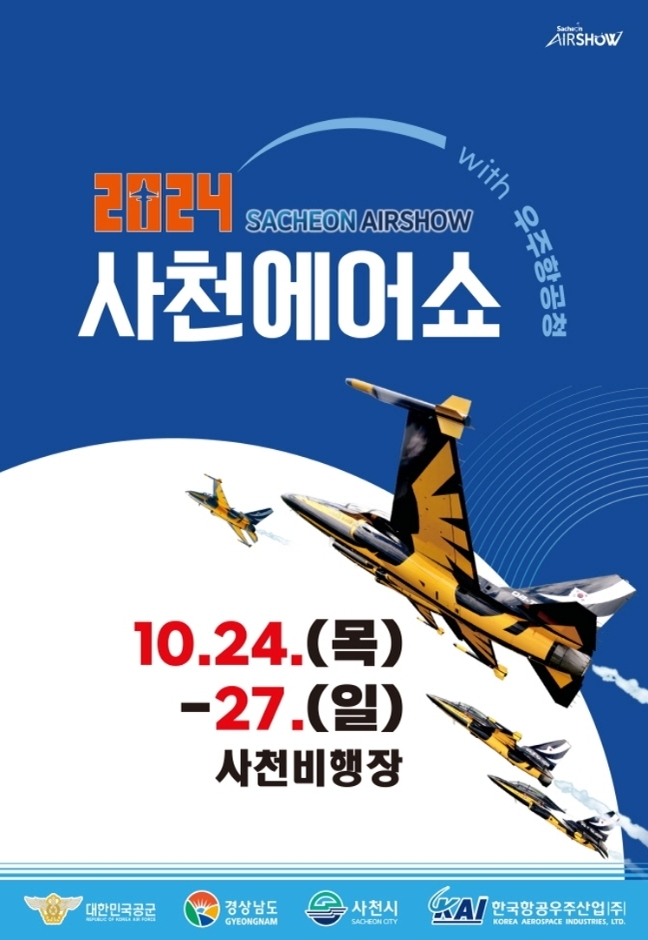 Sacheon
AIRSHOW
with 우주항공청
2024 SACHEON AIRSHOW
사천에어쇼
10.24.(목)
-27.(일)
사천비행장
대한민국공군
REPUBLIC OF KOREA AIR FORCE
경상남도
GYEONGNAM
사천시
SACHEON CITY
KAI 한국항공우주산업(주)
KOREA AEROSPACE INDUSTRIES, LTD.